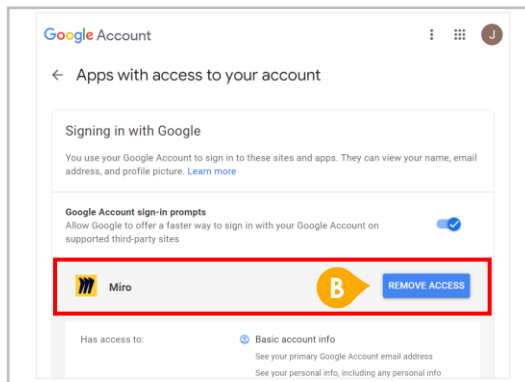 Google Account
J
← Apps with access to your account
Signing in with Google
You use your Google Account to sign in to these sites and apps. They can view your name, email
address, and profile picture. Learn more
Google Account sign-in prompts
Allow Google to offer a faster way to sign in with your Google Account on
supported third-party sites
Miro
B
REMOVE ACCESS
Has access to:
Basic account info
See your primary Google Account email address
See your personal info, including any personal info